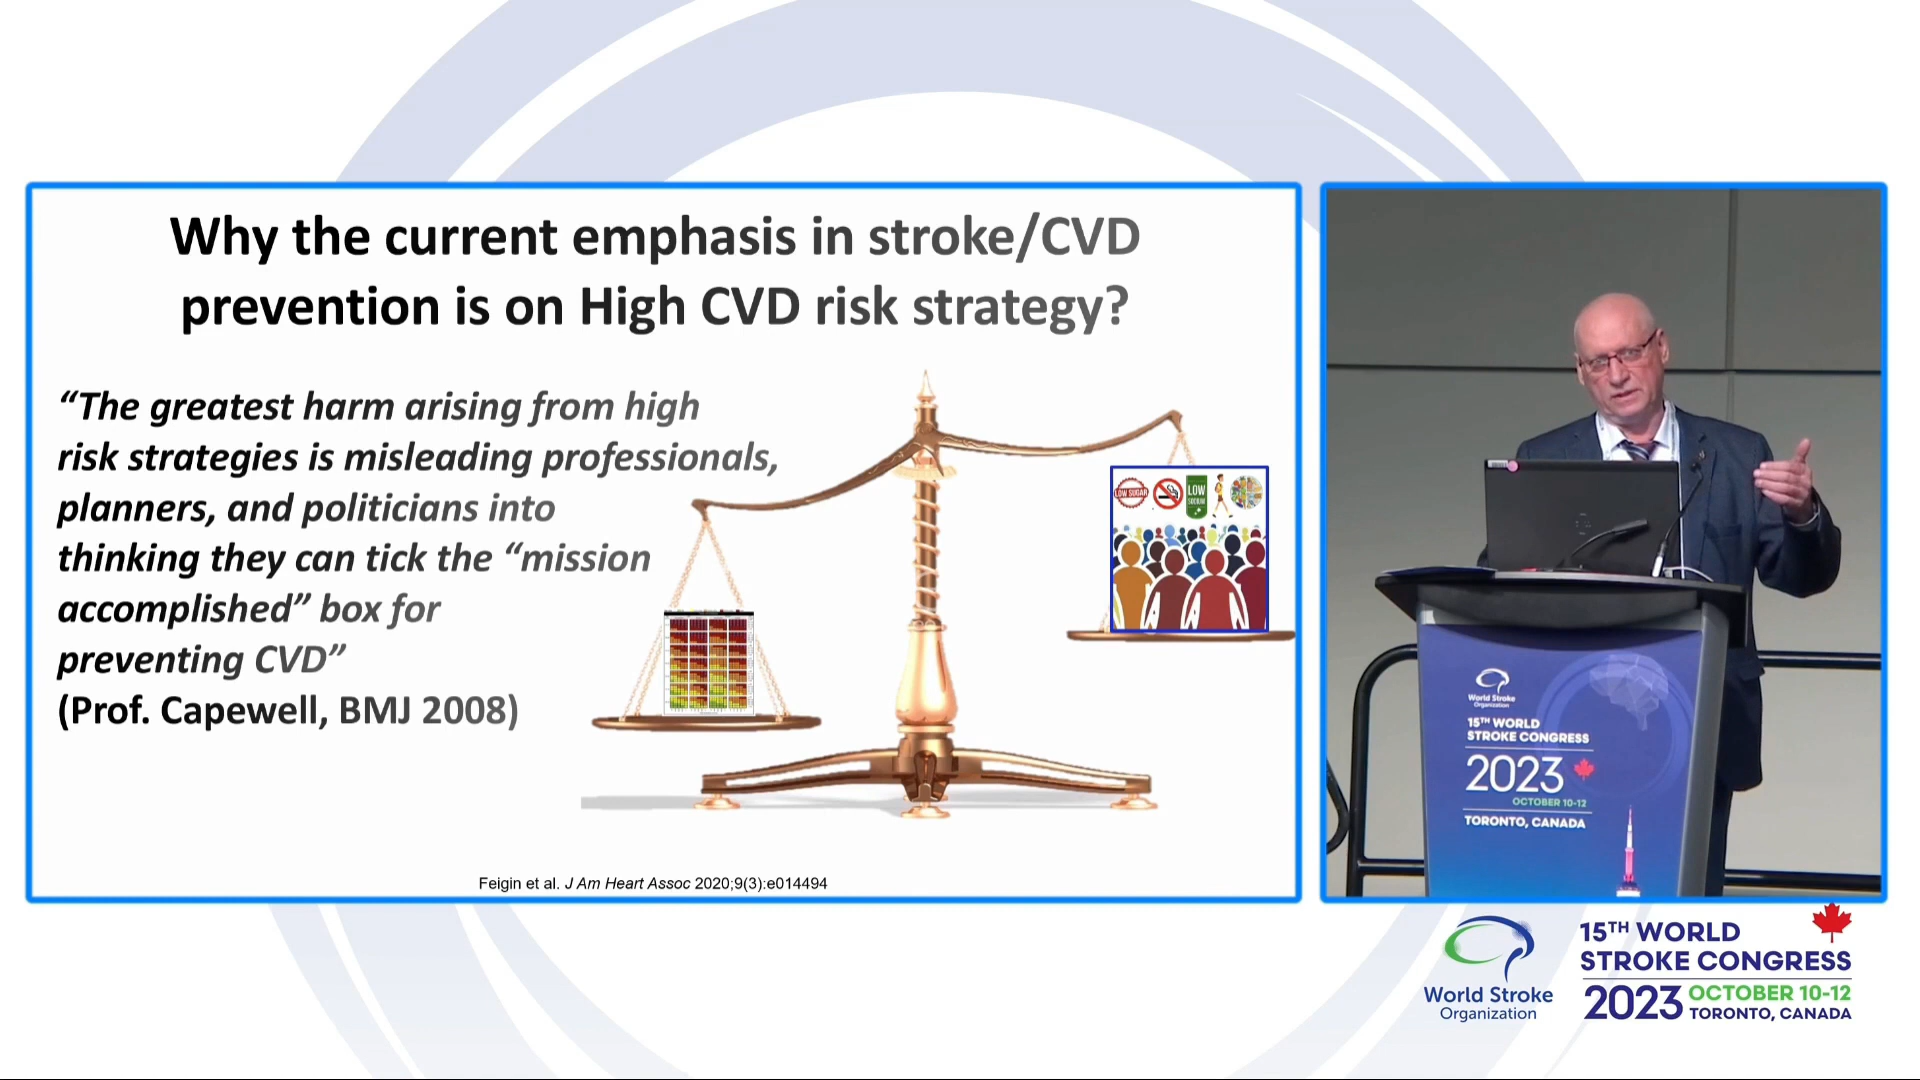 Why the current emphasis in stroke/CVD
prevention is on High CVD risk strategy?
“The greatest harm arising from high
risk strategies is misleading professionals,
planners, and politicians into
thinking they can tick the “mission
accomplished” box for
preventing CVD”
(Prof. Capewell, BMJ 2008)
LOW SUGAR
LOW
SODIUM
Feigin et al. J Am Heart Assoc 2020;9(3):e014494
World Stroke
Organization
15TH WORLD
STROKE CONGRESS
2023
OCTOBER 10-12
TORONTO, CANADA
World Stroke
Organization
15TH WORLD
STROKE CONGRESS
2023 OCTOBER 10-12
TORONTO, CANADA